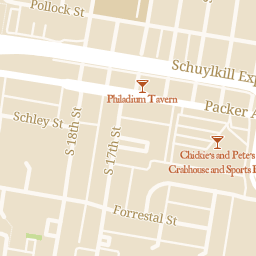 Pollock St
Schuylkill Exp
Philadium Tavern
Packer A
Schley St
S 18th St
S 17th St
Chickie's and Pete's
Crabhouse and Sports B
Forrestal St